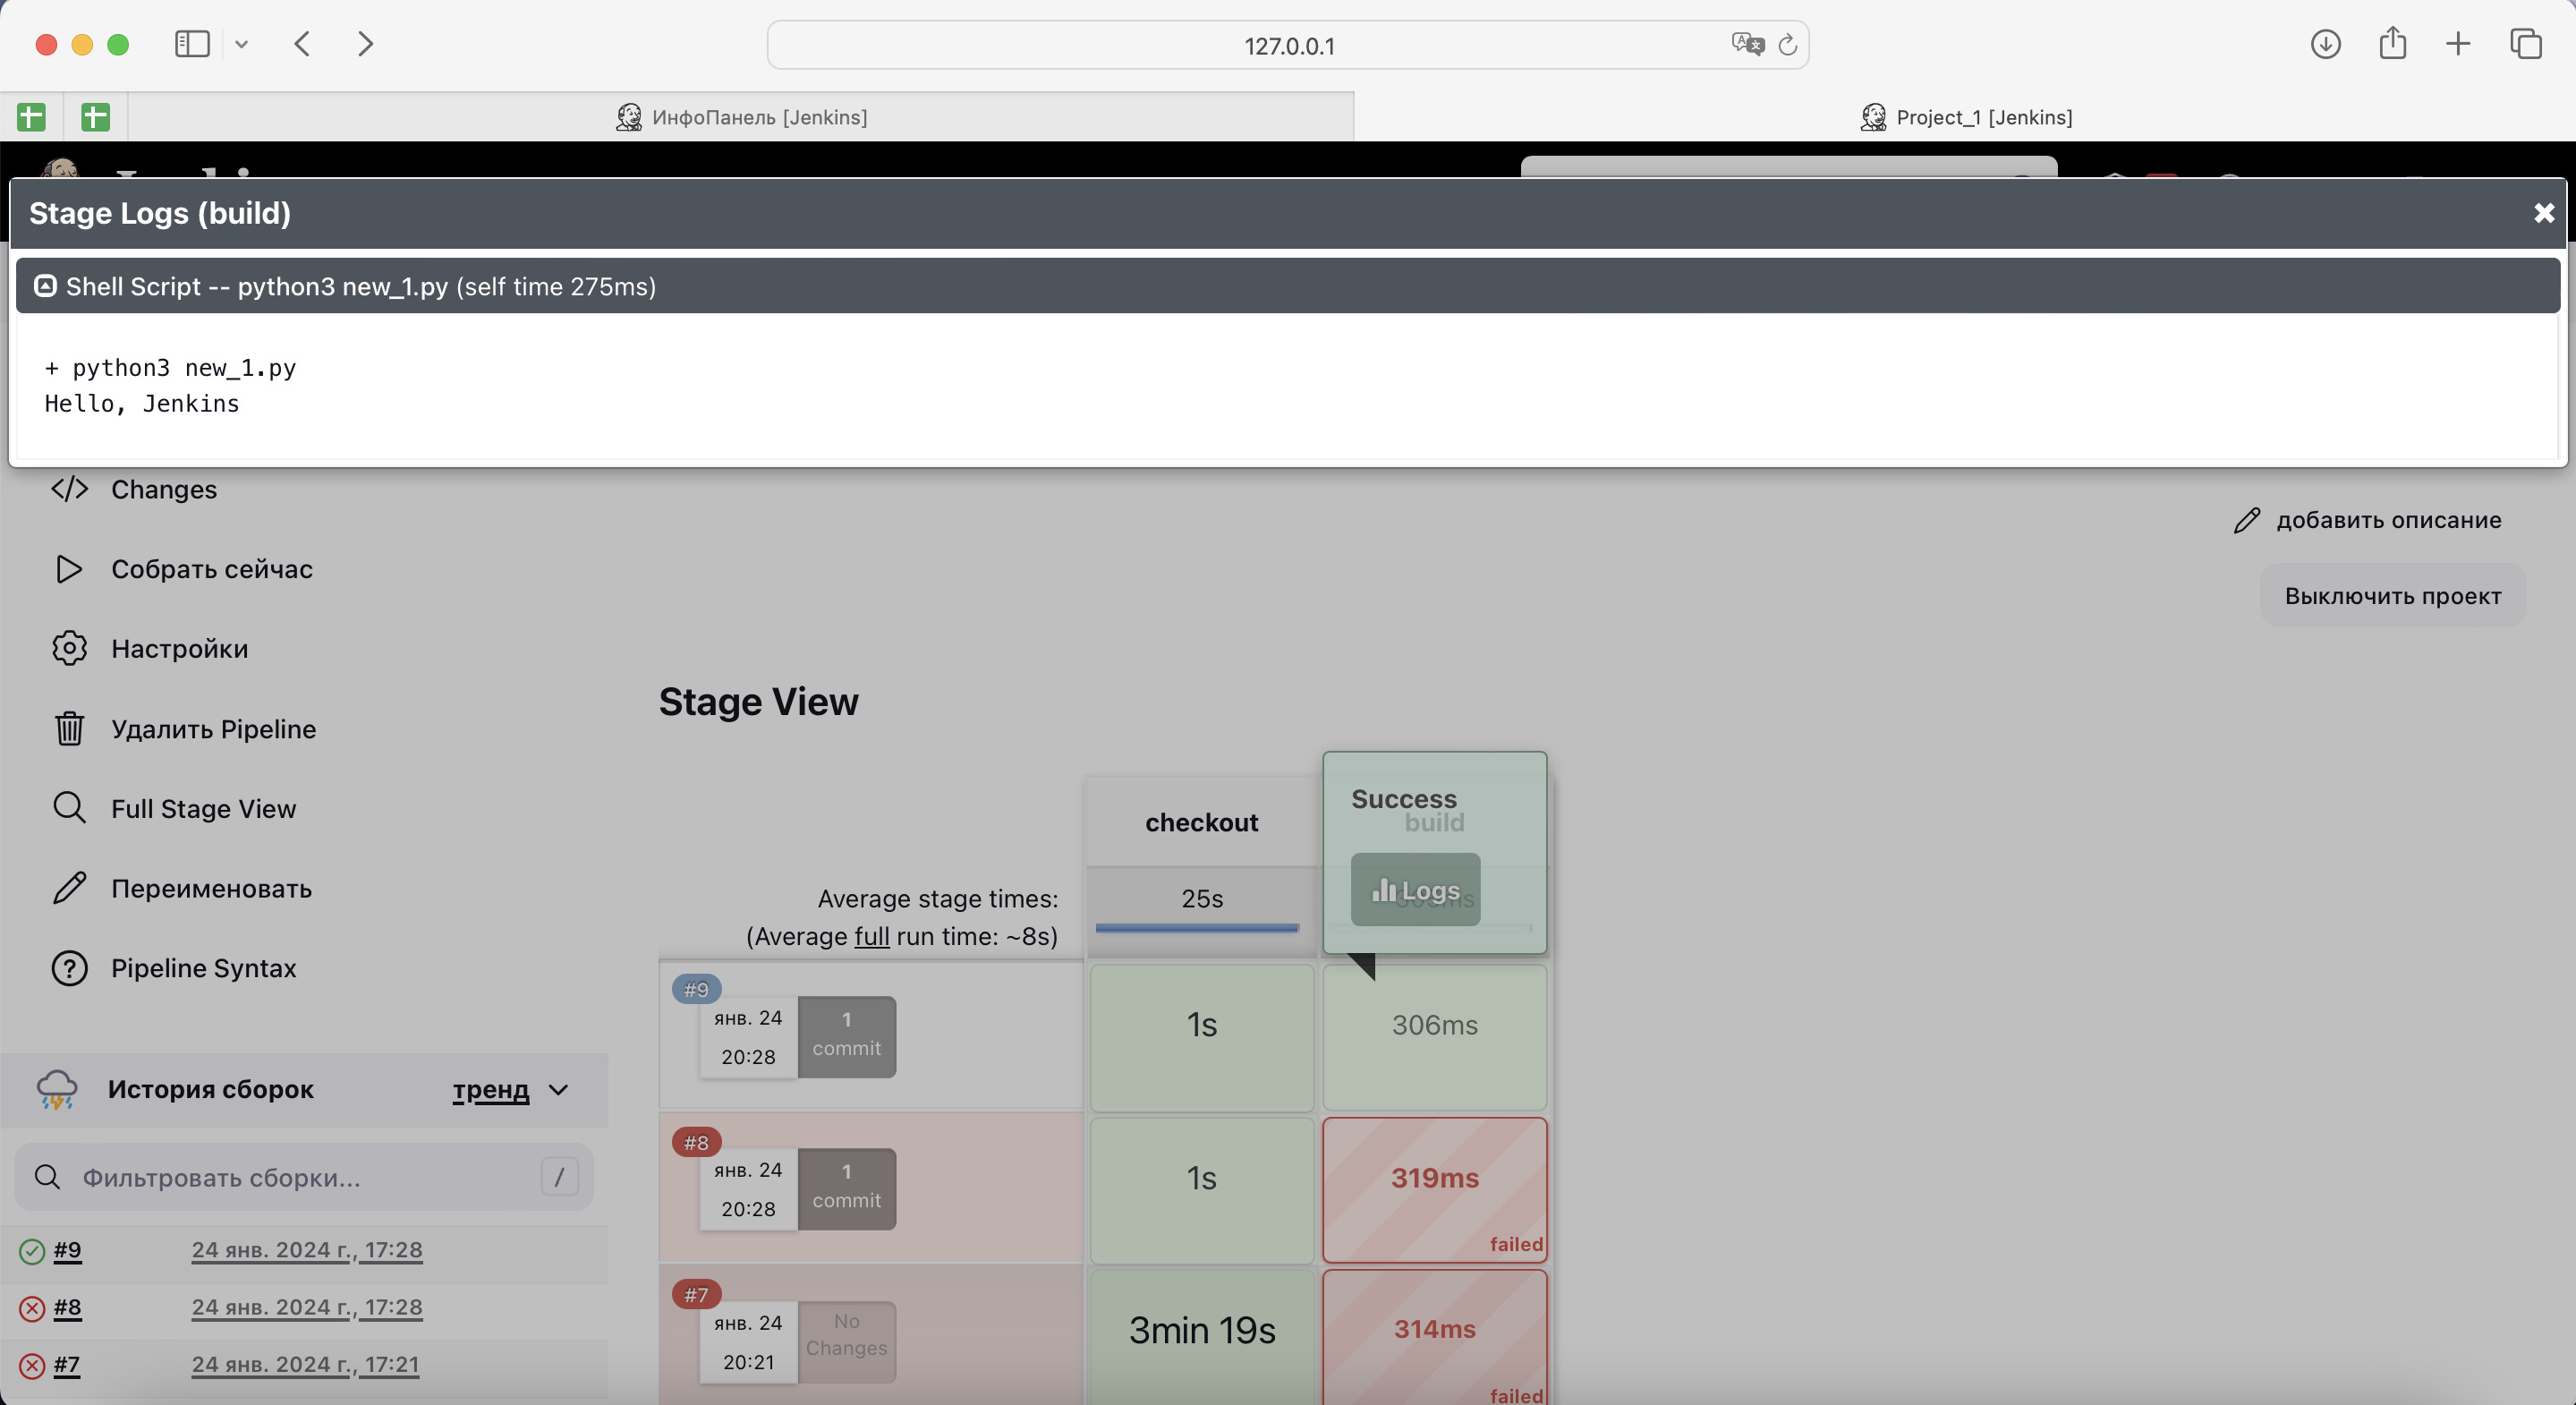 127.0.0.1
ИнфоПанель [Jenkins]
Project_1 [Jenkins]
Stage Logs (build)
Shell Script -- python3 new_1.py (self time 275ms)
+ python3 new_1.py
Hello, Jenkins
Changes
добавить описание
Собрать сейчас
Выключить проект
Настройки
Удалить Pipeline
Full Stage View
Переименовать
Pipeline Syntax
Stage View
checkout
Success
build
Logs
Average stage times:
(Average full run time: ~8s)
25s
#9
янв. 24
20:28
1
commit
1s
306ms
#8
янв. 24
20:28
1
commit
1s
319ms
failed
#7
янв. 24
20:21
No
Changes
3min 19s
314ms
failed
История сборок
тренд
Фильтровать сборки...
/
#9
24 янв. 2024 г., 17:28
#8
24 янв. 2024 г., 17:28
#7
24 янв. 2024 г., 17:21